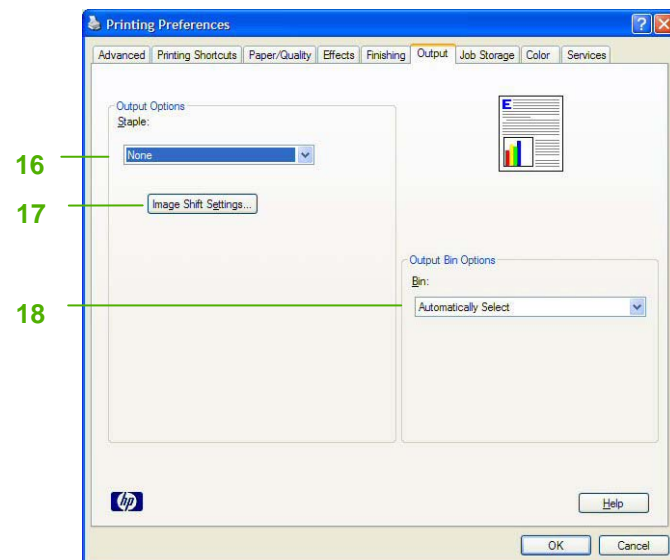 Printing Preferences
Advanced Printing Shortcuts Paper/Quality Effects Finishing Output Job Storage Color Services
Output Options
Staple:
E
16
None
17
Image Shift Settings...
Output Bin Options
Bin:
18
Automatically Select
hp
Help
OK Cancel